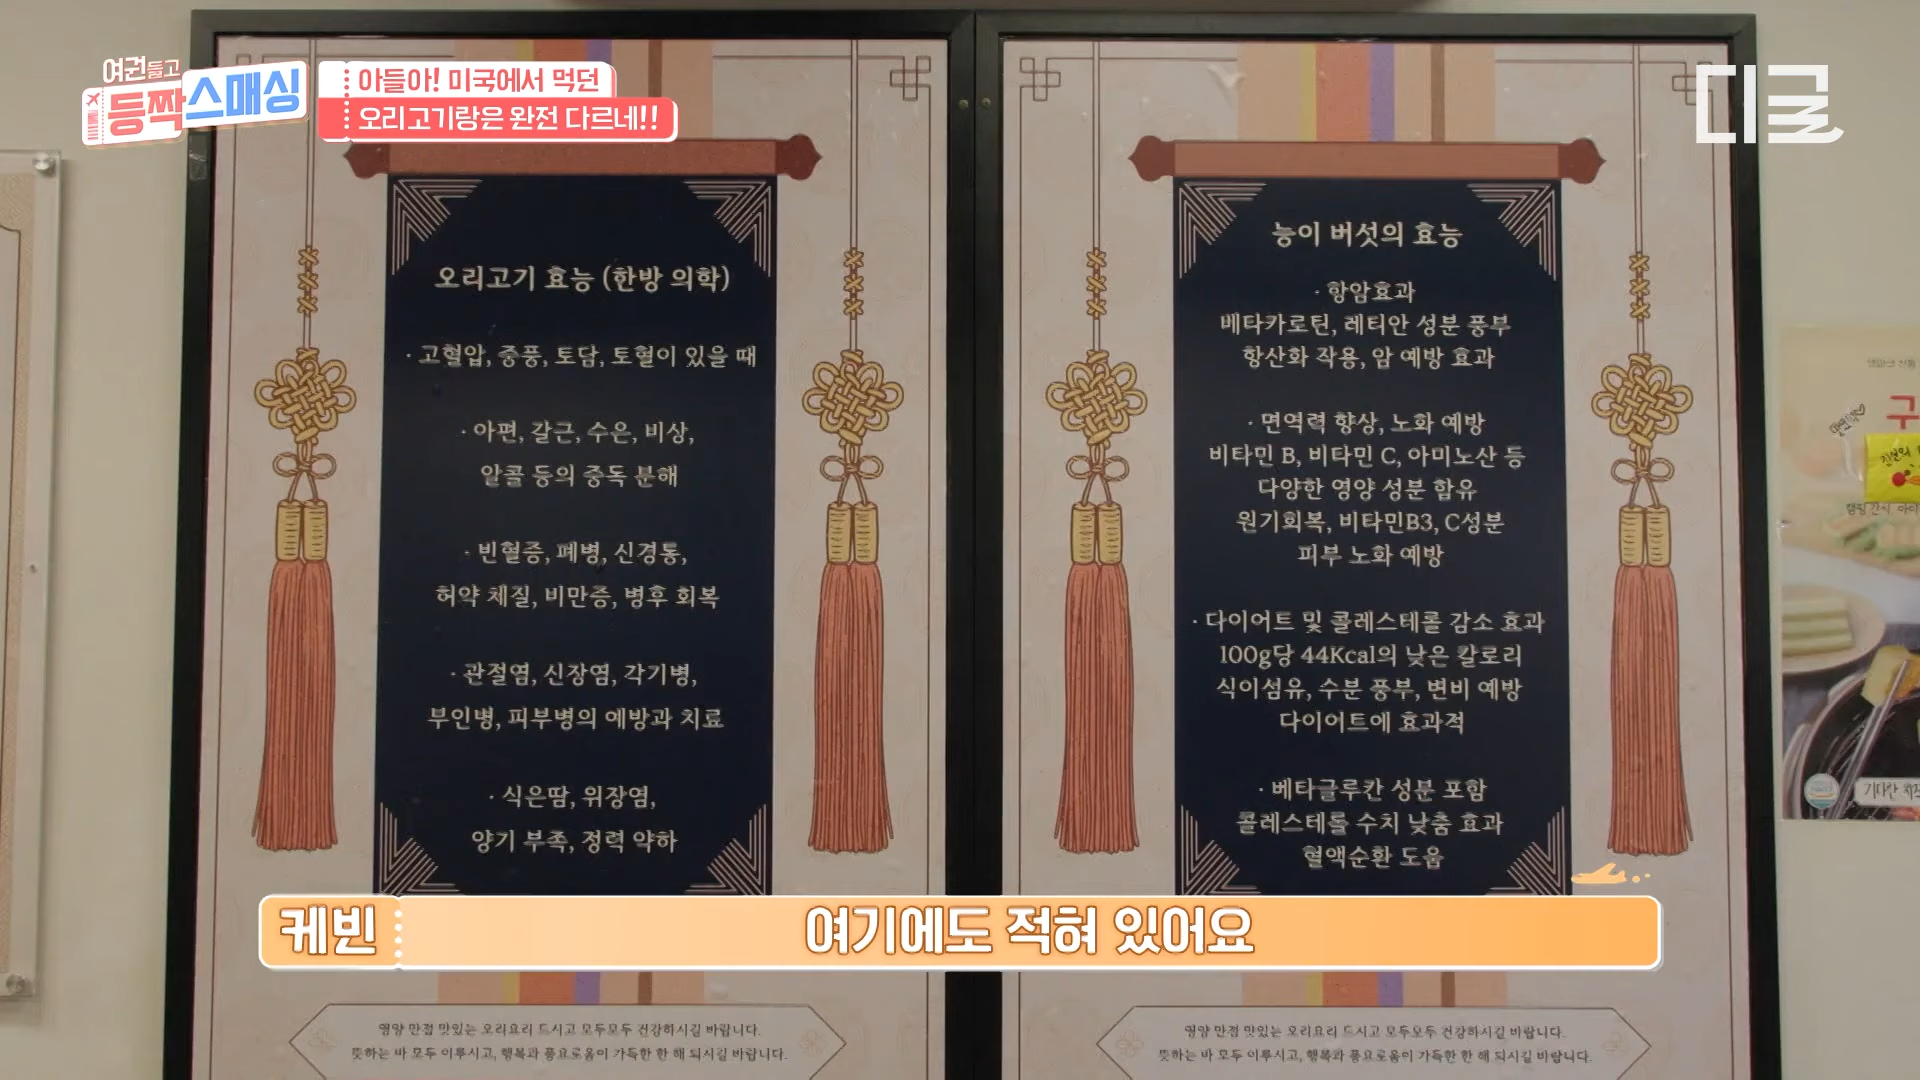 여권들고
등짝스매싱
아들아! 미국에서 먹던
오리고기랑은 완전 다르네!!
디글
오리고기 효능 (한방 의학)
· 고혈압, 중풍, 토담, 토혈이 있을 때
· 아편, 갈근, 수은, 비상,
알콜 등의 중독 분해
· 빈혈증, 폐병, 신경통,
허약 체질, 비만증, 병후 회복
· 관절염, 신장염, 각기병,
부인병, 피부병의 예방과 치료
· 식은땀, 위장염,
양기 부족, 정력 약하
영양 만점 맛있는 오리요리 드시고 모두모두 건강하시길 바랍니다.
뜻하는 바 모두 이루시고, 행복과 풍요로움이 가득한 한 해 되시길 바랍니다.
능이 버섯의 효능
· 항암효과
베타카로틴, 레티안 성분 풍부
항산화 작용, 암 예방 효과
· 면역력 향상, 노화 예방
비타민 B, 비타민 C, 아미노산 등
다양한 영양 성분 함유
원기회복, 비타민B3, C성분
피부 노화 예방
· 다이어트 및 콜레스테롤 감소 효과
100g당 44Kcal의 낮은 칼로리
식이섬유, 수분 풍부, 변비 예방
다이어트에 효과적
· 베타글루칸 성분 포함
콜레스테롤 수치 낮춤 효과
혈액순환 도움
영양 만점 맛있는 오리요리 드시고 모두모두 건강하시길 바랍니다.
뜻하는 바 모두 이루시고, 행복과 풍요로움이 가득한 한 해 되시길 바랍니다.
구
캠핑 간식
케빈
여기에도 적혀 있어요